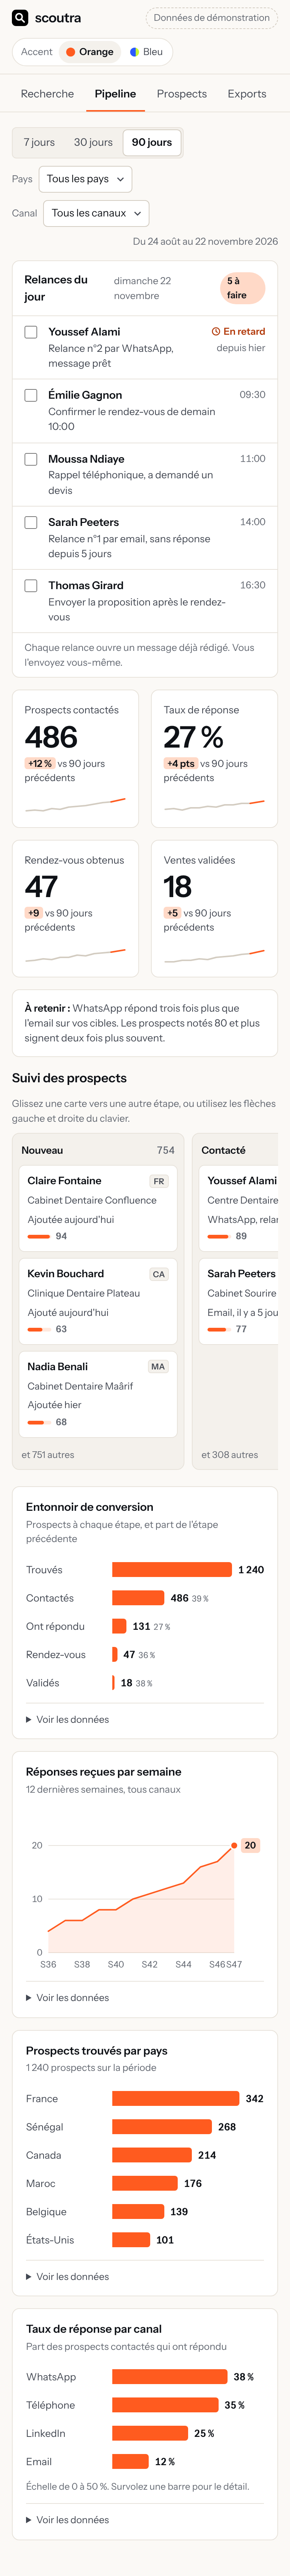 scoutra
Données de démonstration
Accent
Orange
Bleu
Recherche
Pipeline
Prospects
Exports
7 jours
30 jours
90 jours
Pays
Tous les pays
Canal
Tous les canaux
Du 24 août au 22 novembre 2026
Relances du
jour
dimanche 22
novembre
5 à
faire
Youssef Alami
En retard
Relance n°2 par WhatsApp,
message prêt
depuis hier
Émilie Gagnon
09:30
Confirmer le rendez-vous de demain
10:00
Moussa Ndiaye
11:00
Rappel téléphonique, a demandé un
devis
Sarah Peeters
14:00
Relance n°1 par email, sans réponse
depuis 5 jours
Thomas Girard
16:30
Envoyer la proposition après le rendez-
vous
Chaque relance ouvre un message déjà rédigé. Vous
l'envoyez vous-même.
Prospects contactés
486
+12 % vs 90 jours
précédents
Taux de réponse
27 %
+4 pts vs 90 jours
précédents
Rendez-vous obtenus
47
+9 vs 90 jours
précédents
Ventes validées
18
+5 vs 90 jours
précédents
À retenir : WhatsApp répond trois fois plus que
l'email sur vos cibles. Les prospects notés 80 et plus
signent deux fois plus souvent.
Suivi des prospects
Glissez une carte vers une autre étape, ou utilisez les flèches
gauche et droite du clavier.
Nouveau
754
Claire Fontaine
FR
Cabinet Dentaire Confluence
Ajoutée aujourd'hui
94
Kevin Bouchard
CA
Clinique Dentaire Plateau
Ajouté aujourd'hui
63
Nadia Benali
MA
Cabinet Dentaire Maârif
Ajoutée hier
68
et 751 autres
Contacté
Youssef Alami
Centre Dentaire
WhatsApp, relan
89
Sarah Peeters
Cabinet Sourire
Email, il y a 5 jou
77
et 308 autres
Entonnoir de conversion
Prospects à chaque étape, et part de l'étape
précédente
Trouvés
1 240
Contactés
486 39 %
Ont répondu
131 27 %
Rendez-vous
47 36 %
Validés
18 38 %
Voir les données
Réponses reçues par semaine
12 dernières semaines, tous canaux
20
20
10
0
S36
S38
S40
S42
S44
S46
S47
Voir les données
Prospects trouvés par pays
1 240 prospects sur la période
France
342
Sénégal
268
Canada
214
Maroc
176
Belgique
139
États-Unis
101
Voir les données
Taux de réponse par canal
Part des prospects contactés qui ont répondu
WhatsApp
38 %
Téléphone
35 %
LinkedIn
25 %
Email
12 %
Échelle de 0 à 50 %. Survolez une barre pour le détail.
Voir les données